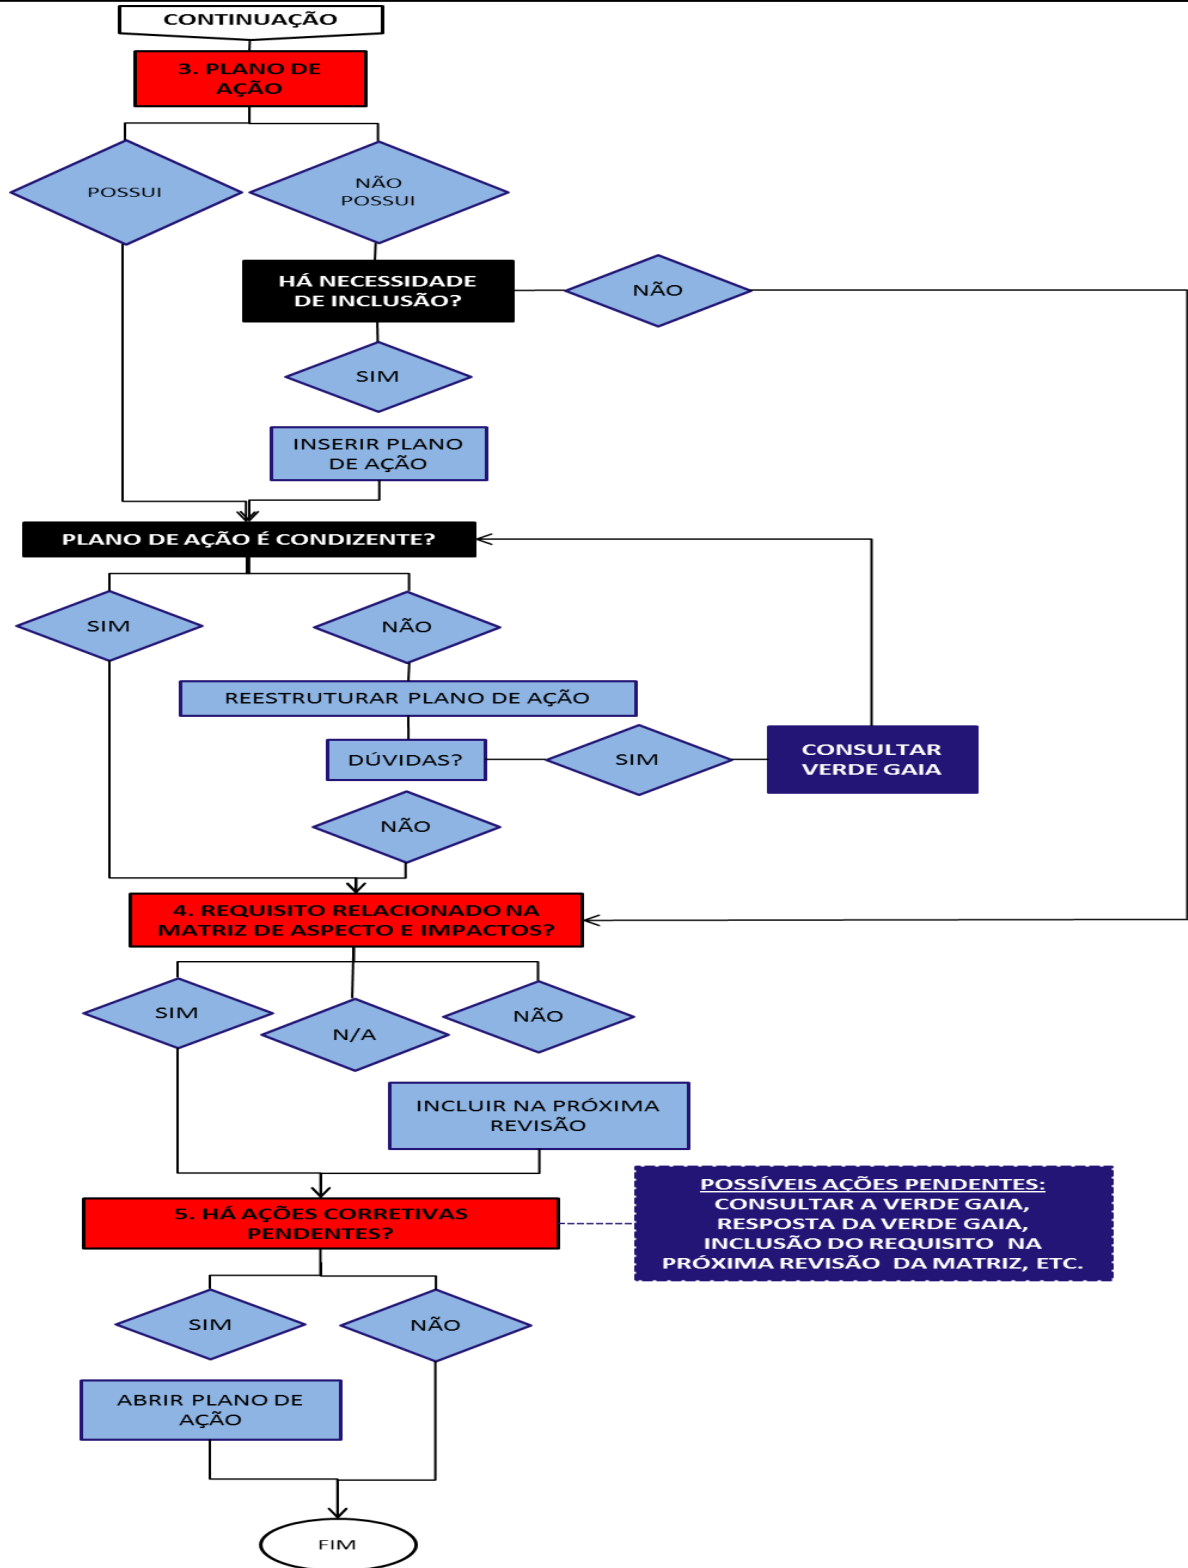 CONTINUAÇÃO
3. PLANO DE
AÇÃO
POSSUI
NÃO
POSSUI
HÁ NECESSIDADE
DE INCLUSÃO?
NÃO
SIM
INSERIR PLANO
DE AÇÃO
PLANO DE AÇÃO É CONDIZENTE?
SIM
NÃO
REESTRUTURAR PLANO DE AÇÃO
DÚVIDAS?
SIM
CONSULTAR
VERDE GAIA
NÃO
4. REQUISITO RELACIONADO NA
MATRIZ DE ASPECTO E IMPACTOS?
SIM
N/A
NÃO
INCLUIR NA PRÓXIMA
REVISÃO
5. HÁ AÇÕES CORRETIVAS
PENDENTES?
POSSÍVEIS AÇÕES PENDENTES:
CONSULTAR A VERDE GAIA,
RESPOSTA DA VERDE GAIA,
INCLUSÃO DO REQUISITO NA
PRÓXIMA REVISÃO DA MATRIZ, ETC.
SIM
NÃO
ABRIR PLANO DE
AÇÃO
FIM